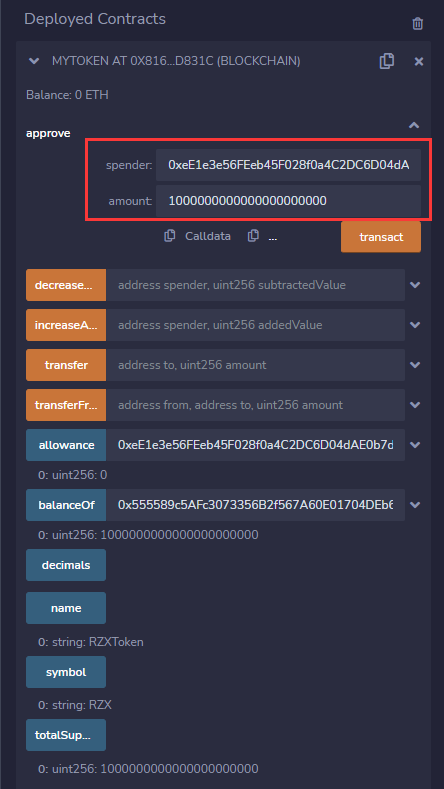 Deployed Contracts
MYTOKEN AT 0X816...D831C (BLOCKCHAIN)
Balance: 0 ETH
approve
spender: 0xeE1e3e56FEeb45F028f0a4C2DC6D04dA
amount: 1000000000000000000000
Calldata ... transact
decrease... address spender, uint256 subtractedValue
increaseA... address spender, uint256 addedValue
transfer address to, uint256 amount
transferFr... address from, address to, uint256 amount
allowance 0xeE1e3e56FEeb45F028f0a4C2DC6D04dAE0b7d
0: uint256: 0
balanceOf 0x555589c5AFc3073356B2f567A60E01704DEb6
0: uint256: 1000000000000000000000
decimals
name
0: string: RZXToken
symbol
0: string: RZX
totalSup...
0: uint256: 1000000000000000000000